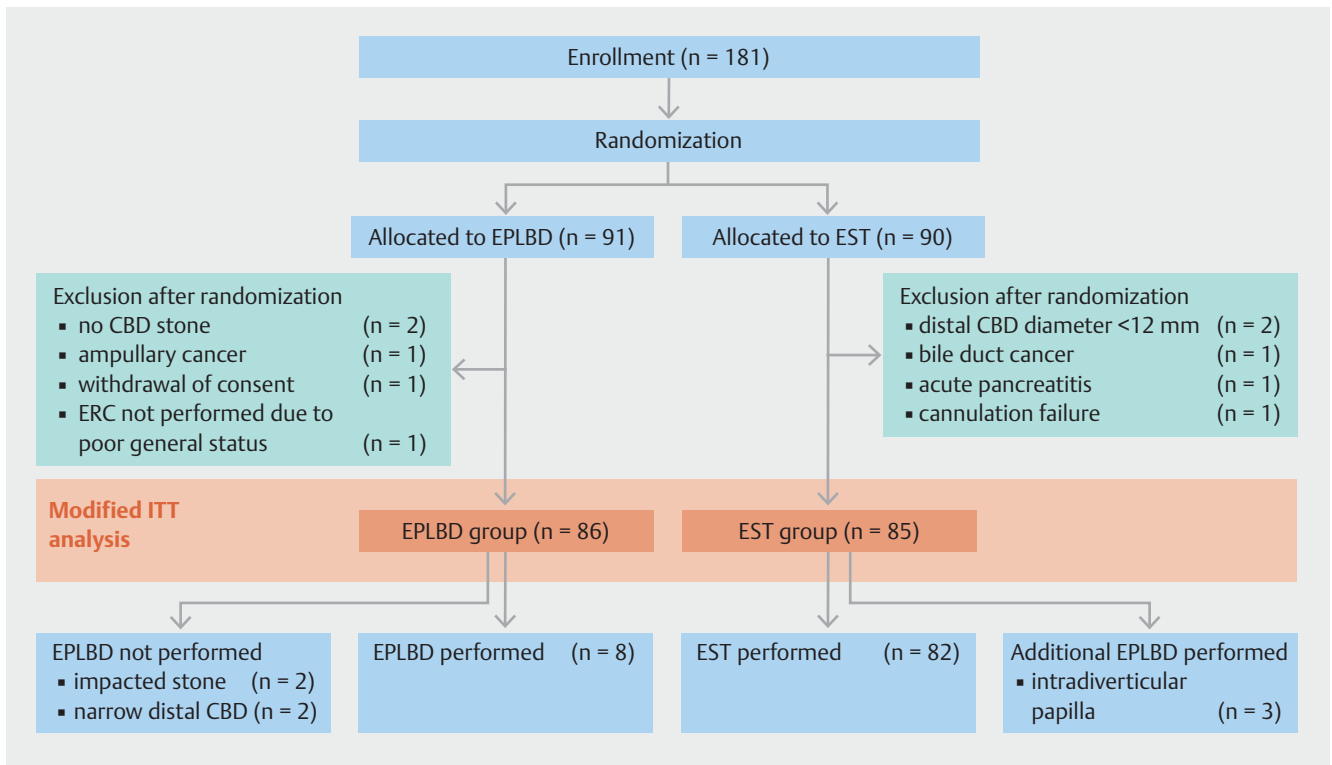 Enrollment (n = 181)
Randomization
Allocated to EPLBD (n = 91)
Allocated to EST (n = 90)
Exclusion after randomization
▪ no CBD stone (n = 2)
▪ ampullary cancer (n = 1)
▪ withdrawal of consent (n = 1)
▪ ERC not performed due to
poor general status (n = 1)
Exclusion after randomization
▪ distal CBD diameter <12 mm (n = 2)
▪ bile duct cancer (n = 1)
▪ acute pancreatitis (n = 1)
▪ cannulation failure (n = 1)
Modified ITT
analysis
EPLBD group (n = 86)
EST group (n = 85)
EPLBD not performed
▪ impacted stone (n = 2)
▪ narrow distal CBD (n = 2)
EPLBD performed (n = 8)
EST performed (n = 82)
Additional EPLBD performed
▪ intradiverticular
papilla (n = 3)